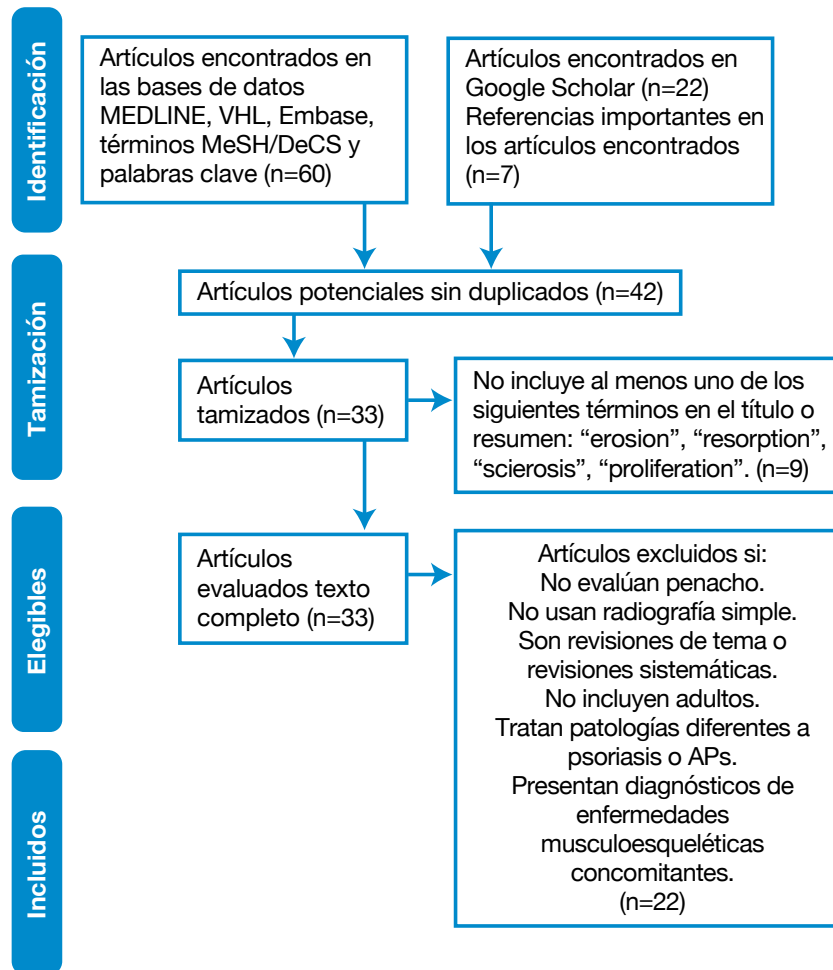 Identificación
Artículos encontrados en
las bases de datos
MEDLINE, VHL, Embase,
términos MeSH/DeCS y
palabras clave (n=60)
Artículos encontrados en
Google Scholar (n=22)
Referencias importantes en
los artículos encontrados
(n=7)
Tamización
Artículos potenciales sin duplicados (n=42)
Artículos
tamizados (n=33)
No incluye al menos uno de los
siguientes términos en el título o
resumen: “erosion”, “resorption”,
“scierosis”, “proliferation”. (n=9)
Elegibles
Artículos
evaluados texto
completo (n=33)
Artículos excluidos si:
No evalúan penacho.
No usan radiografía simple.
Son revisiones de tema o
revisiones sistemáticas.
No incluyen adultos.
Tratan patologías diferentes a
psoriasis o APs.
Presentan diagnósticos de
enfermedades
musculoesqueléticas
concomitantes.
(n=22)
Incluidos